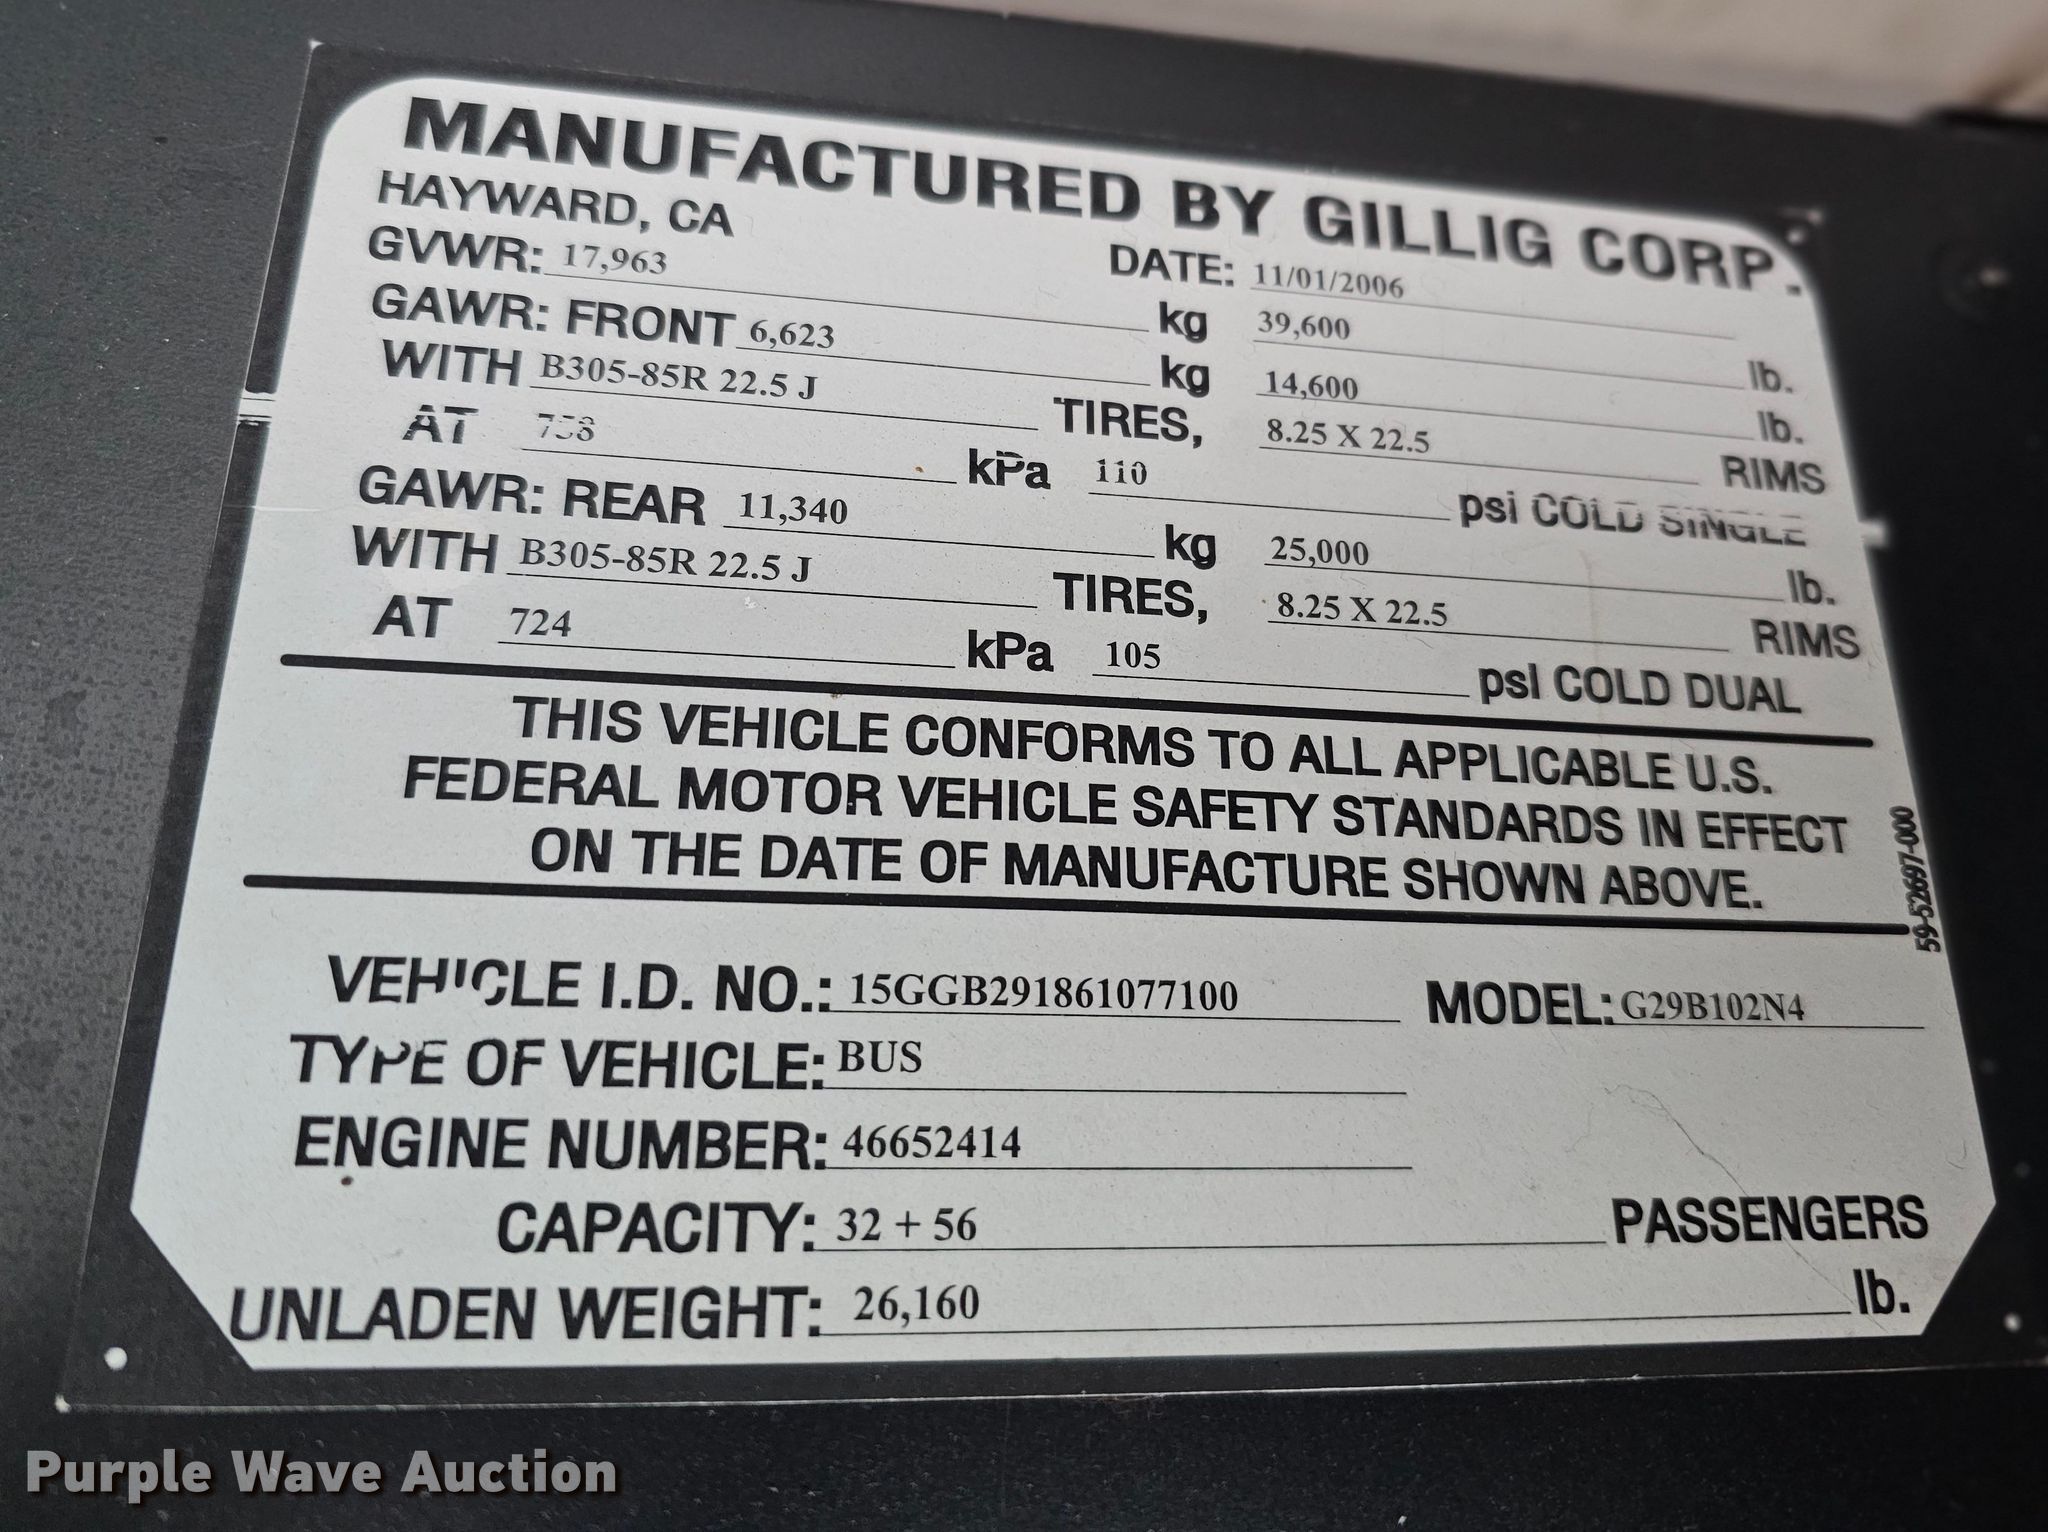 MANUFACTURED BY GILLIG CORP.
HAYWARD, CA DATE: 11/01/2006
GVWR: 17,963 kg 39,600 lb.
GAWR: FRONT 6,623 kg 14,600 lb.
WITH B305-85R 22.5 J TIRES, 8.25 X 22.5 RIMS
AT 758 kPa 110 psi COLD SINGLE
GAWR: REAR 11,340 kg 25,000 lb.
WITH B305-85R 22.5 J TIRES, 8.25 X 22.5 RIMS
AT 724 kPa 105 psI COLD DUAL
THIS VEHICLE CONFORMS TO ALL APPLICABLE U.S.
FEDERAL MOTOR VEHICLE SAFETY STANDARDS IN EFFECT
ON THE DATE OF MANUFACTURE SHOWN ABOVE.
59-52697-000
VEHICLE I.D. NO.: 15GGB291861077100 MODEL: G29B102N4
TYPE OF VEHICLE: BUS
ENGINE NUMBER: 46652414
CAPACITY: 32 + 56 PASSENGERS
UNLADEN WEIGHT: 26,160 lb.
Purple Wave Auction